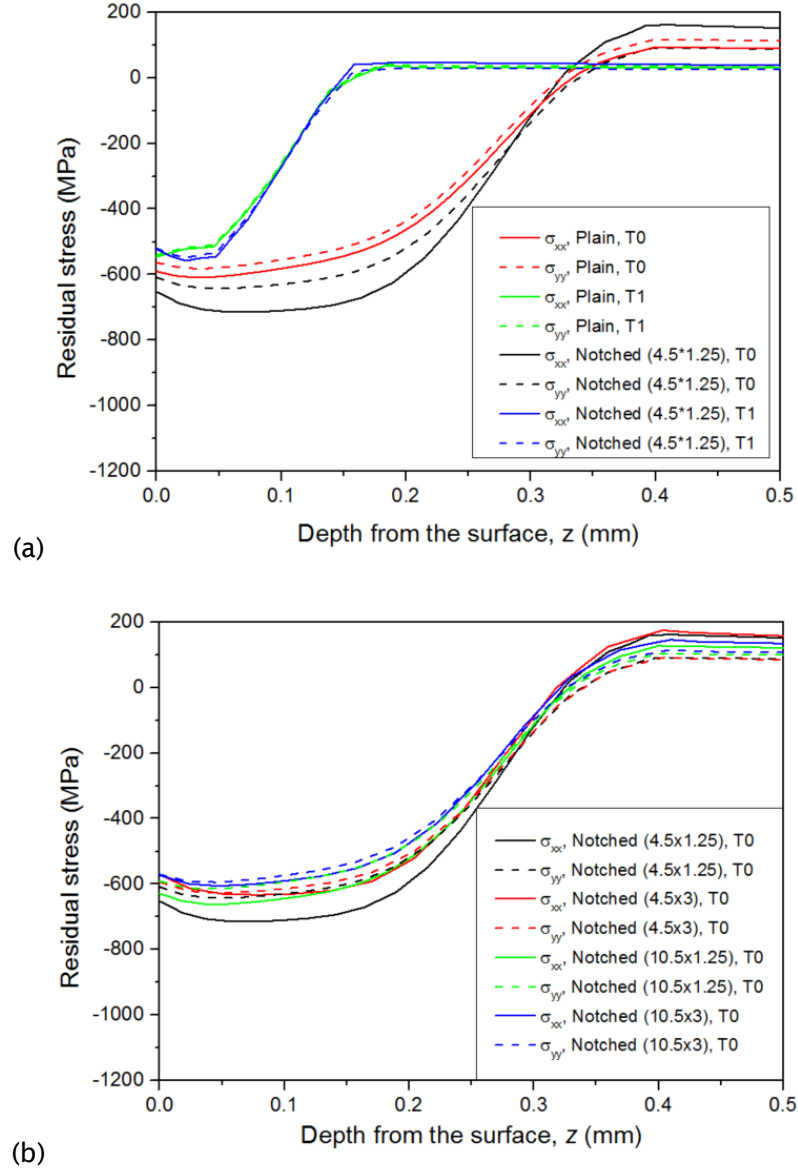 200
0
-200
-400
-600
-800
-1000
-1200
Residual stress (MPa)
σxx, Plain, T0
σyy, Plain, T0
σxx, Plain, T1
σyy, Plain, T1
σxx, Notched (4.5*1.25), T0
σyy, Notched (4.5*1.25), T0
σxx, Notched (4.5*1.25), T1
σyy, Notched (4.5*1.25), T1
0.0 0.1 0.2 0.3 0.4 0.5
Depth from the surface, z (mm)
(a)
200
0
-200
-400
-600
-800
-1000
-1200
Residual stress (MPa)
σxx, Notched (4.5x1.25), T0
σyy, Notched (4.5x1.25), T0
σxx, Notched (4.5x3), T0
σyy, Notched (4.5x3), T0
σxx, Notched (10.5x1.25), T0
σyy, Notched (10.5x1.25), T0
σxx, Notched (10.5x3), T0
σyy, Notched (10.5x3), T0
0.0 0.1 0.2 0.3 0.4 0.5
Depth from the surface, z (mm)
(b)